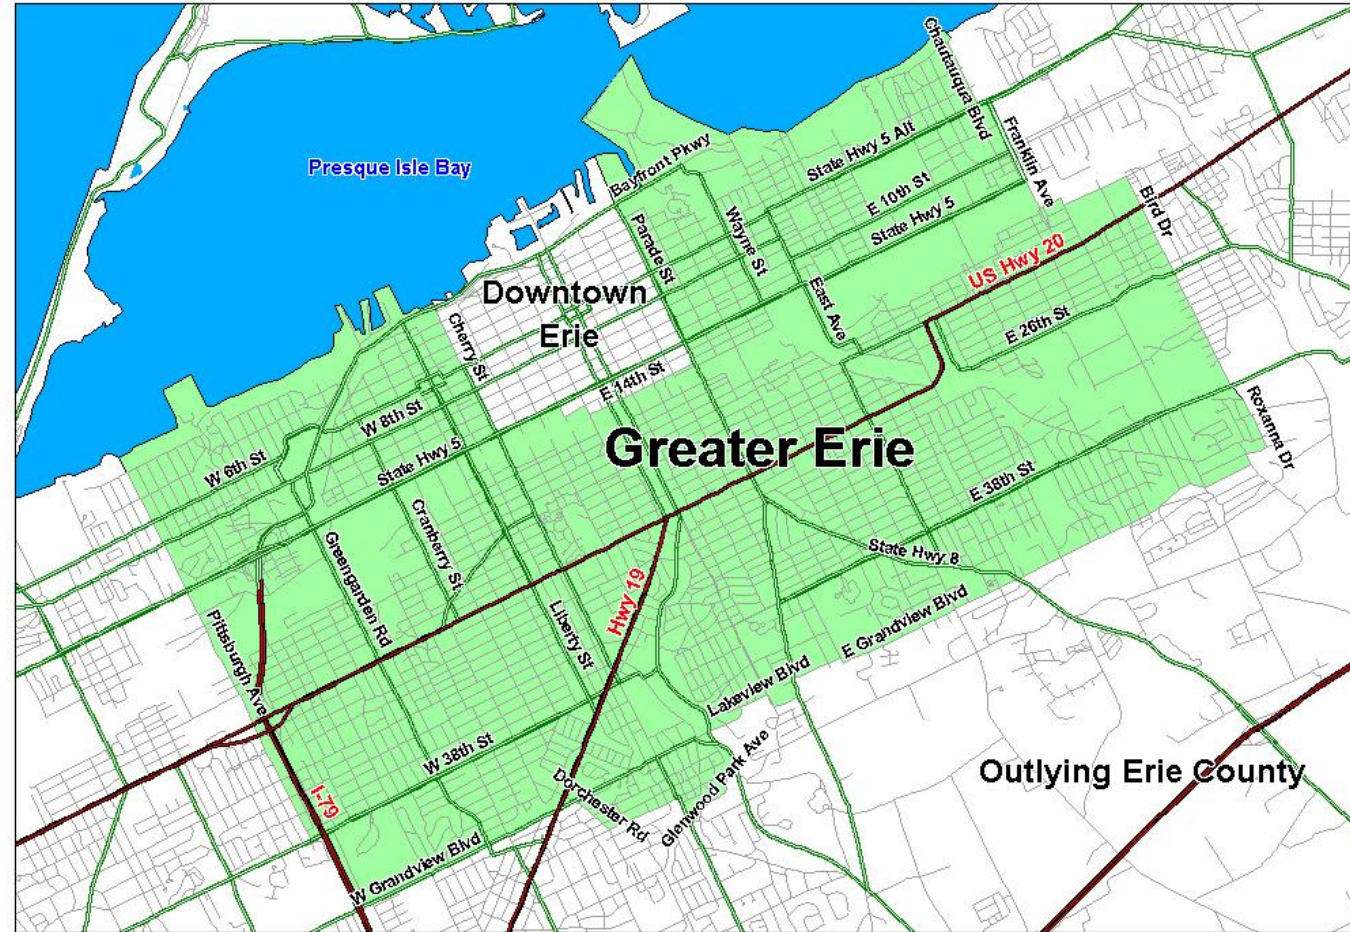 Chautauqua Blvd
Franklin Ave
State Hwy 5 Alt
Presque Isle Bay
Bayfront Pkwy
E 10th St
Bird Dr
Parade St
Wayne St
State Hwy 5
US Hwy 20
Downtown
Erie
East Ave
Cherry St
E 26th St
E 14th St
W 8th St
Roxanna Dr
Greater Erie
W 6th St
State Hwy 5
E 38th St
Cranberry St
Greengarden Rd
State Hwy 8
Hwy 19
Liberty St
E Grandview Blvd
Pittsburgh Ave
Lakeview Blvd
W 38th St
Outlying Erie County
I-79
Dorchester Rd
Glenwood Park Ave
W Grandview Blvd